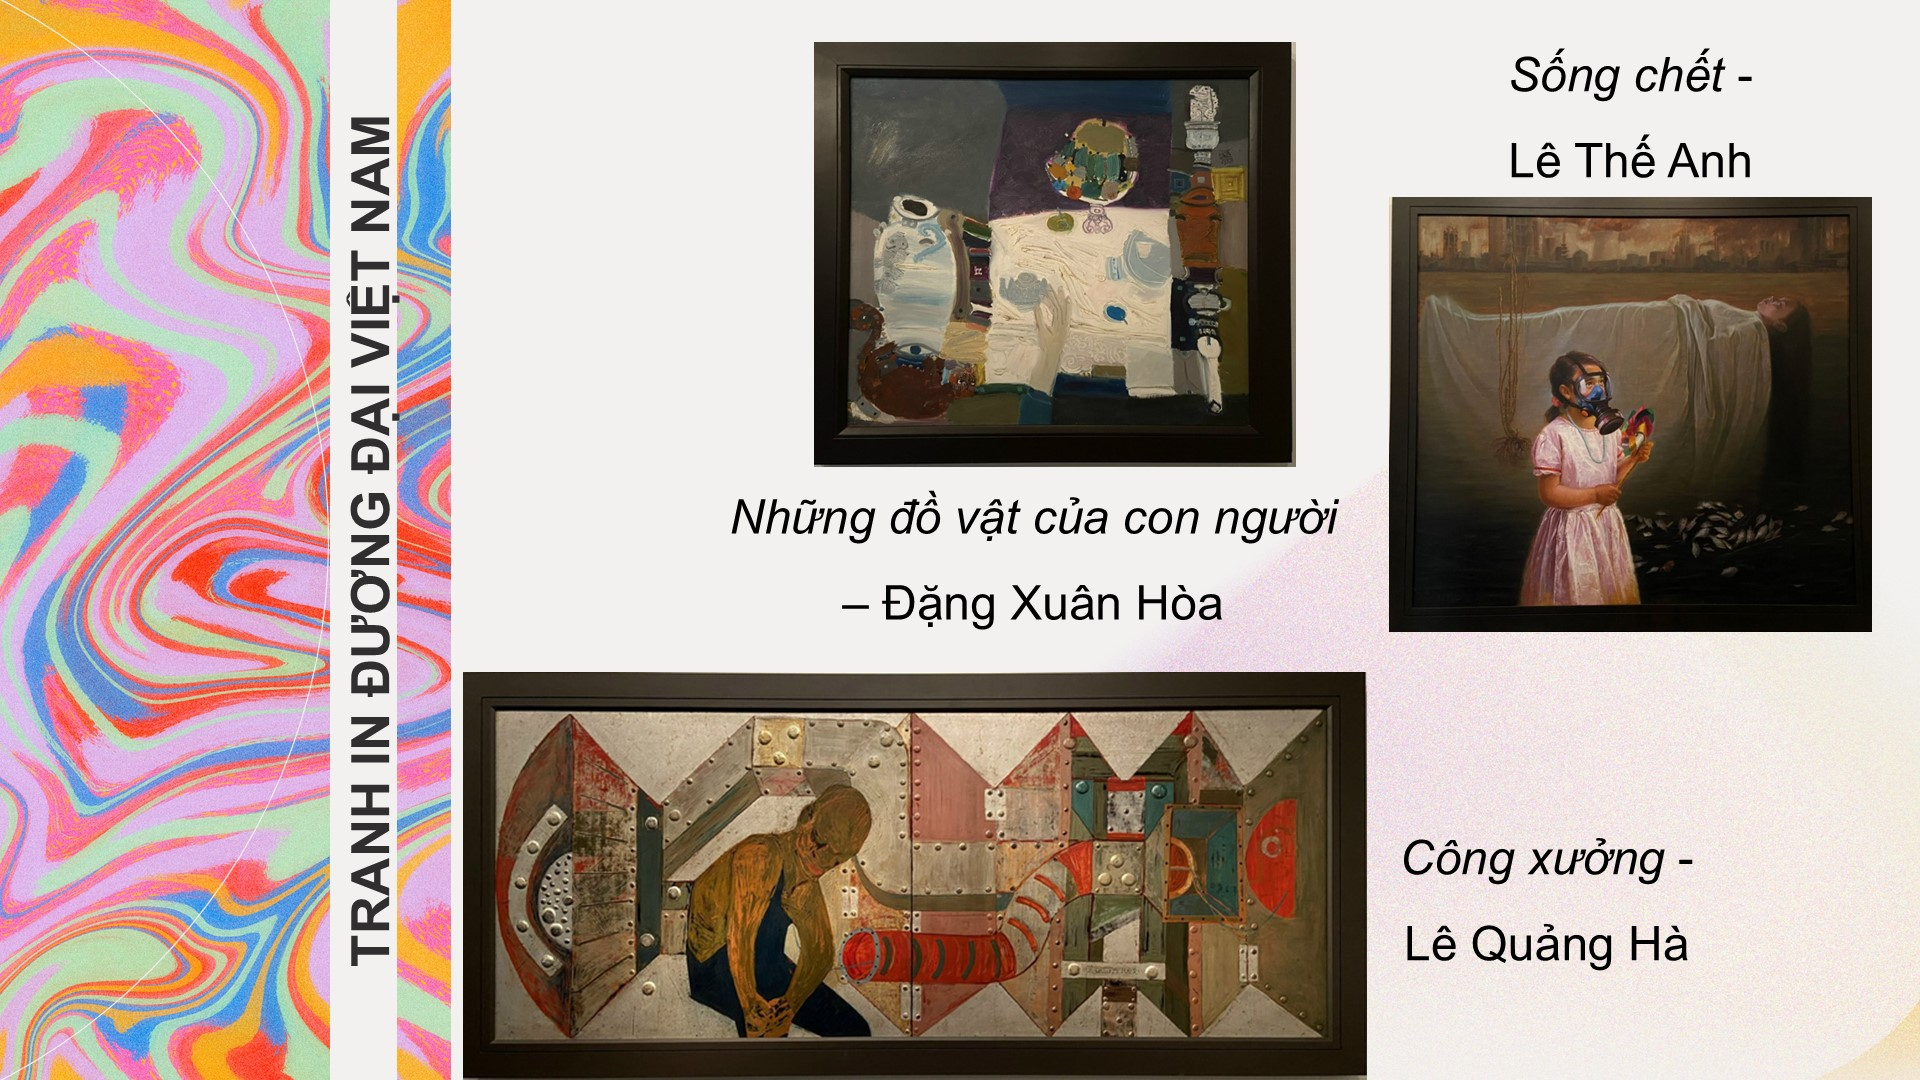 TRANH IN ĐƯƠNG ĐẠI VIỆT NAM
Sống chết -
Lê Thế Anh
Những đồ vật của con người
– Đặng Xuân Hòa
Công xưởng -
Lê Quảng Hà